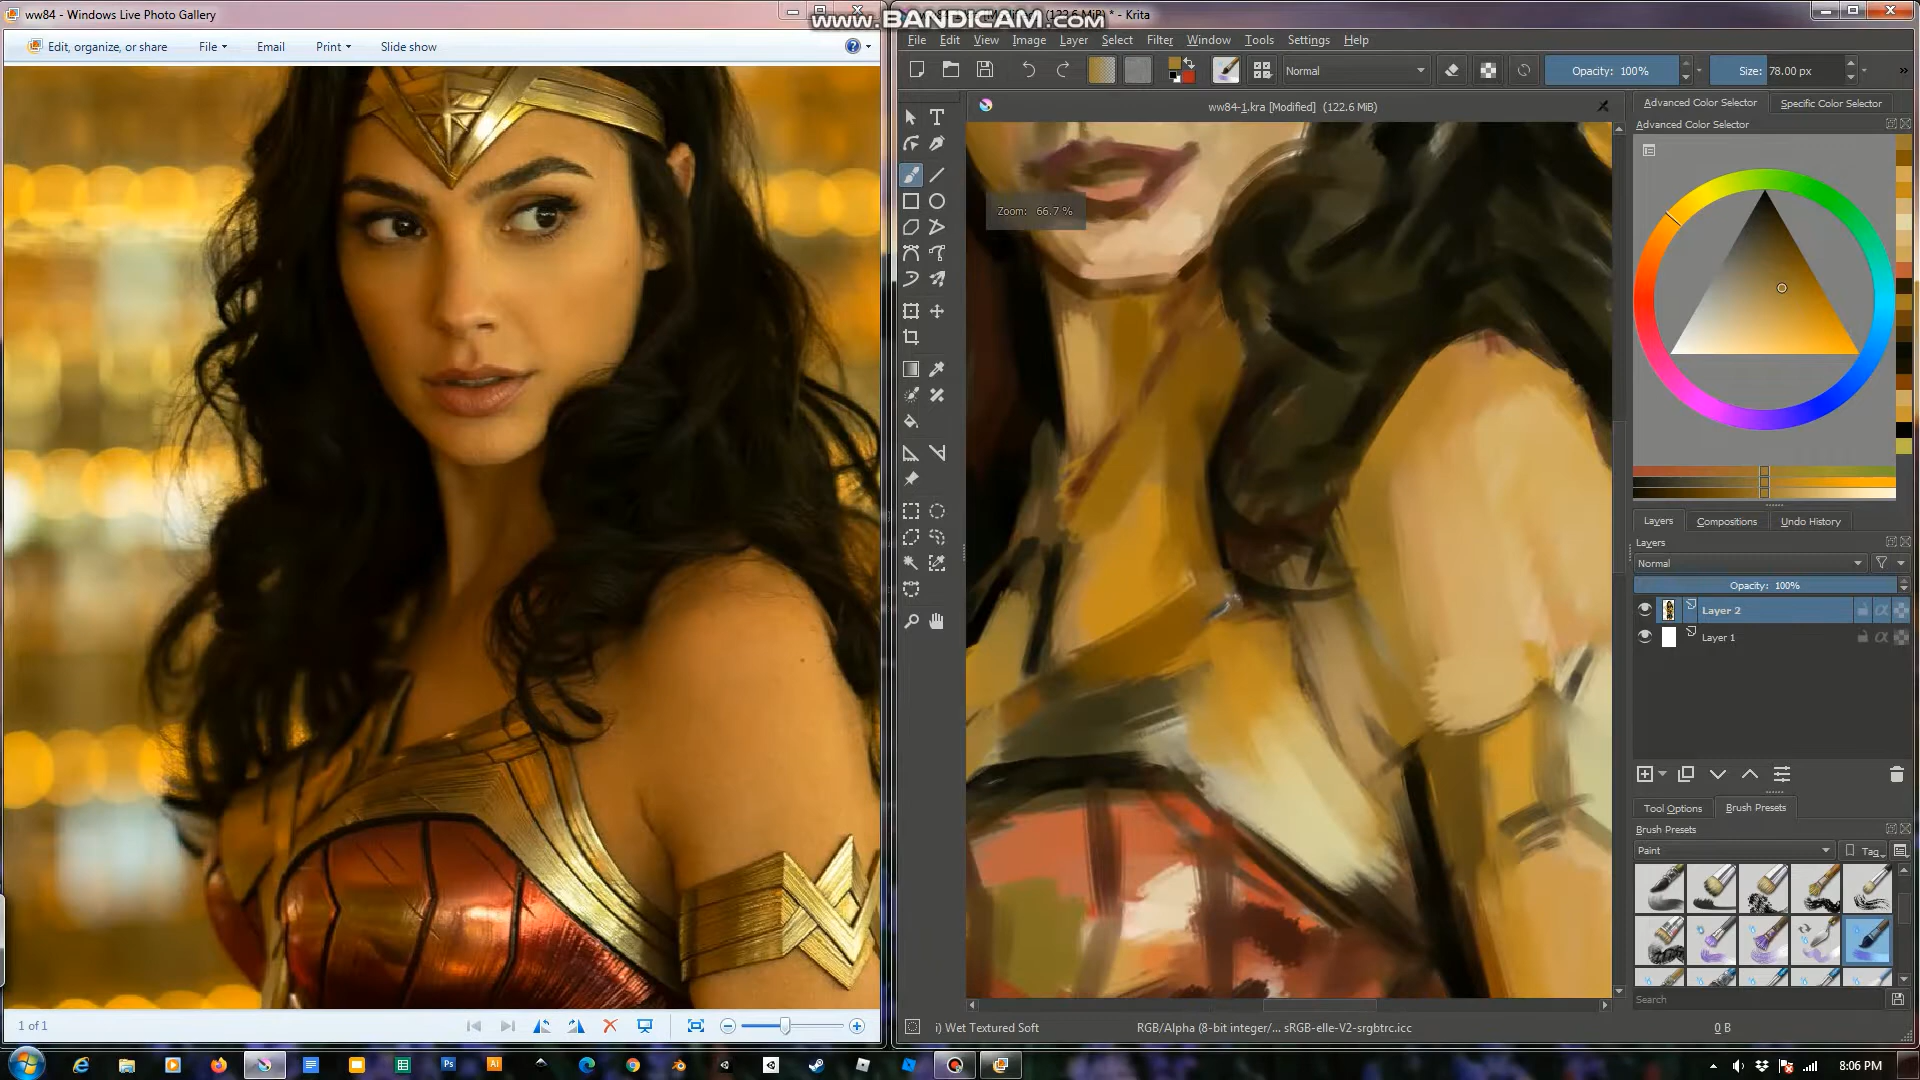 ww84 - Windows Live Photo Gallery
www.BANDICAM.com
- Krita
Edit, organize, or share
File
Email
Print
Slide show
File Edit View Image Layer Select Filter Window Tools Settings Help
Normal
Opacity: 100%
Size: 78.00 px
»
ww84-1.kra [Modified] (122.6 MiB)
Advanced Color Selector
Specific Color Selector
Advanced Color Selector
Zoom: 66.7 %
Layers
Compositions
Undo History
Layers
Normal
Opacity: 100%
Layer 2
Layer 1
Tool Options
Brush Presets
Brush Presets
Paint
Tag
Search
1 of 1
i) Wet Textured Soft
RGB/Alpha (8-bit integer/... sRGB-elle-V2-srgbtrc.icc
0 B
Ps
Ai
8:06 PM